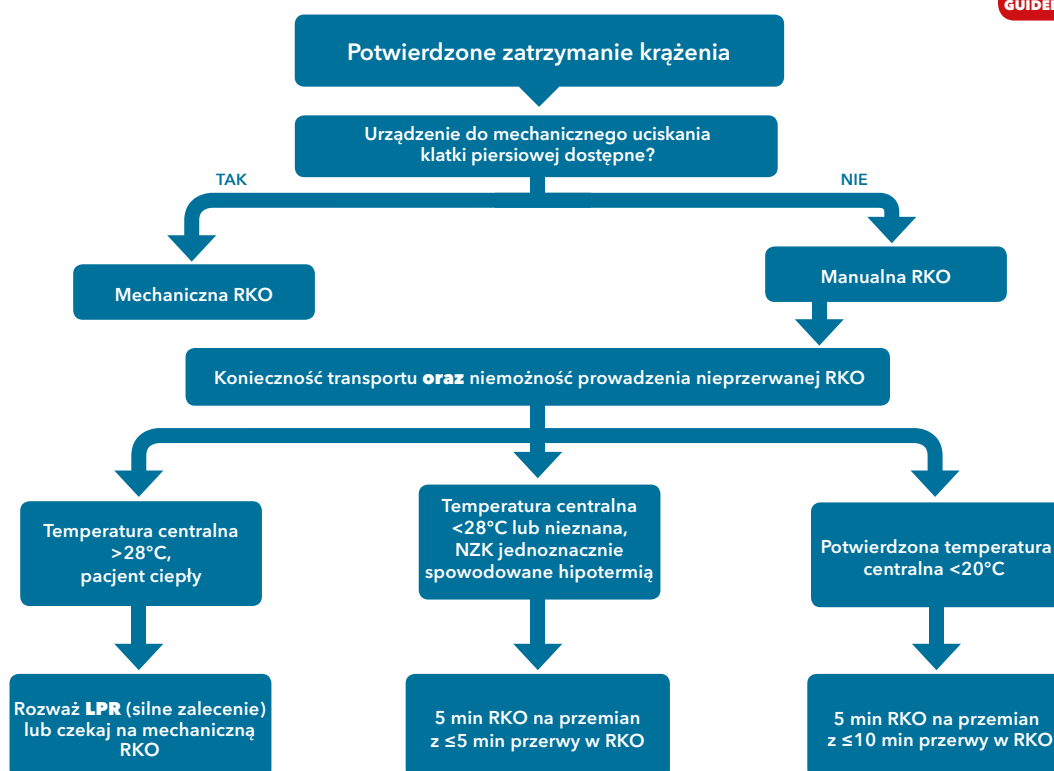 GUIDEL
Potwierdzone zatrzymanie krążenia
Urządzenie do mechanicznego uciskania
klatki piersiowej dostępne?
TAK
NIE
Mechaniczna RKO
Manualna RKO
Konieczność transportu oraz niemożność prowadzenia nieprzerwanej RKO
Temperatura centralna
>28°C,
pacjent ciepły
Temperatura centralna
<28°C lub nieznana,
NZK jednoznacznie
spowodowane hipotermią
Potwierdzona temperatura
centralna <20°C
Rozważ LPR (silne zalecenie)
lub czekaj na mechaniczną
RKO
5 min RKO na przemian
z ≤5 min przerwy w RKO
5 min RKO na przemian
z ≤10 min przerwy w RKO